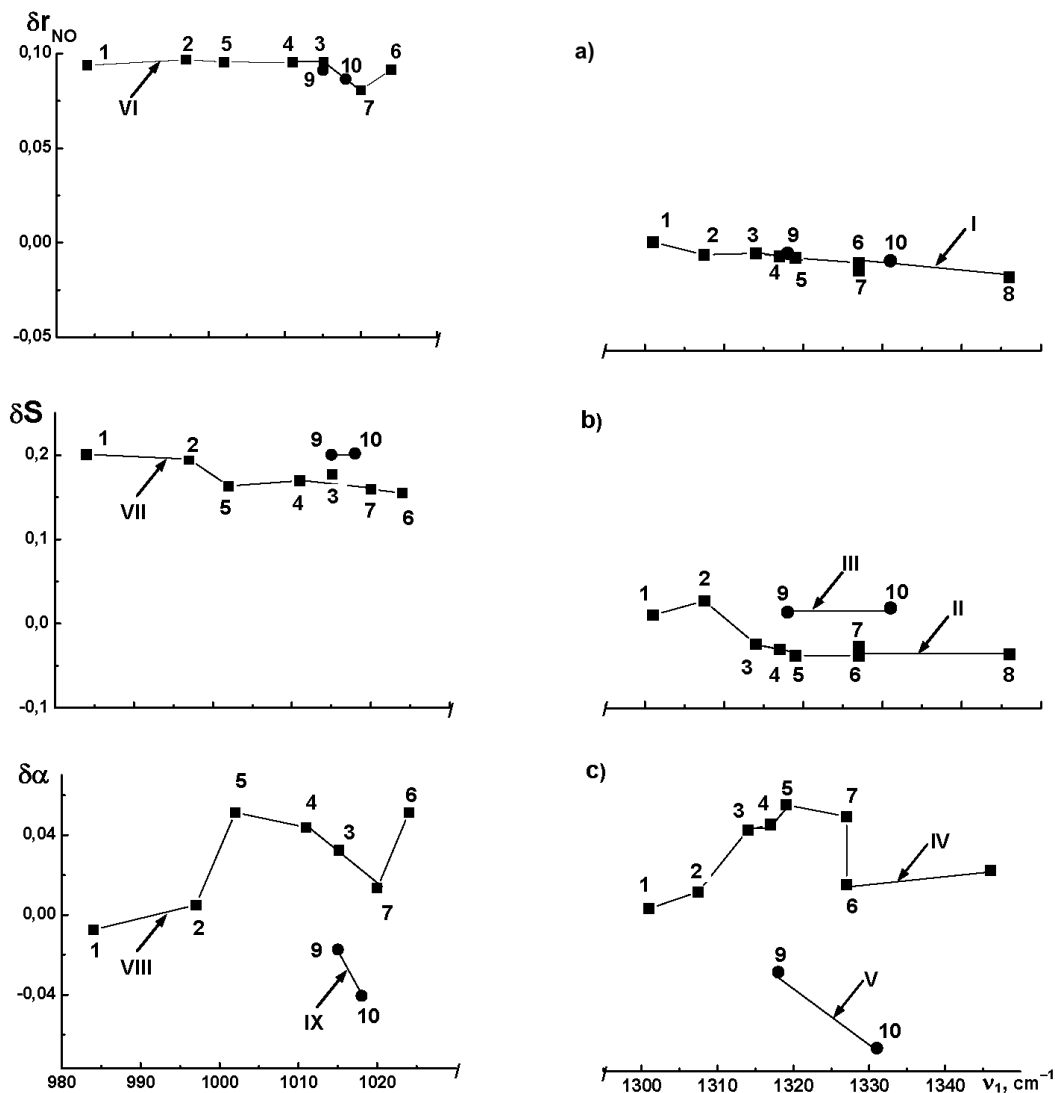 δr_NO
0,10
0,05
0,00
-0,05
1 2 5 4 3 6
9 10
7
VI
a)
1 2 3 9 6 10 I
4 5 7 8
δS
0,2
0,1
0,0
-0,1
1 2 9 10
VII 5 4 3 7 6
b)
1 2 9 III 10
7 II
3 4 5 6 8
δα
0,04
0,00
-0,04
5 4 3 6
1 VIII 2 7
9
IX 10
980 990 1000 1010 1020
c)
3 4 5 7
1 2 IV
6
9
V
10
1300 1310 1320 1330 1340 ν₁, cm⁻¹